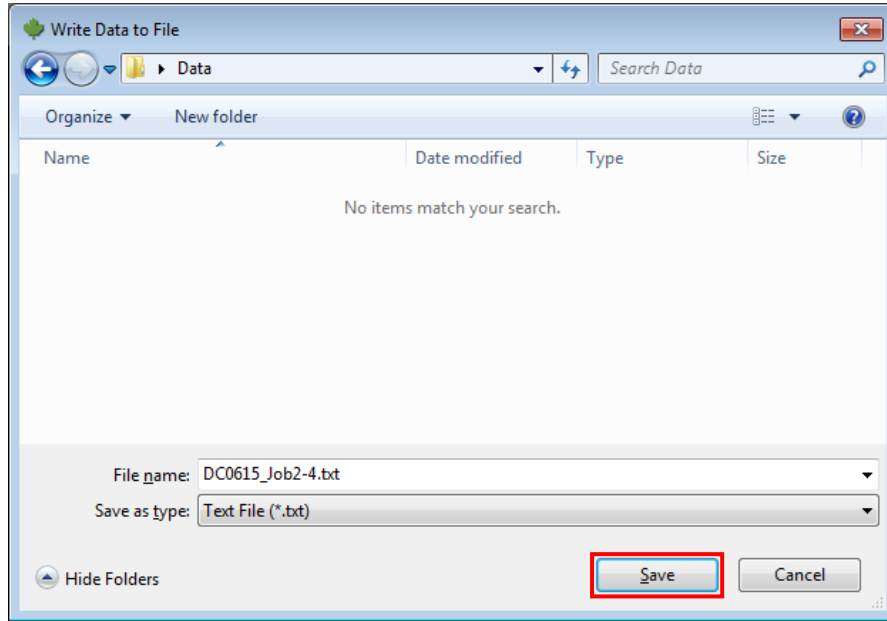 Write Data to File
Data
Search Data
Organize New folder
Name Date modified Type Size
No items match your search.
File name: DC0615_Job2-4.txt
Save as type: Text File (*.txt)
Hide Folders Save Cancel